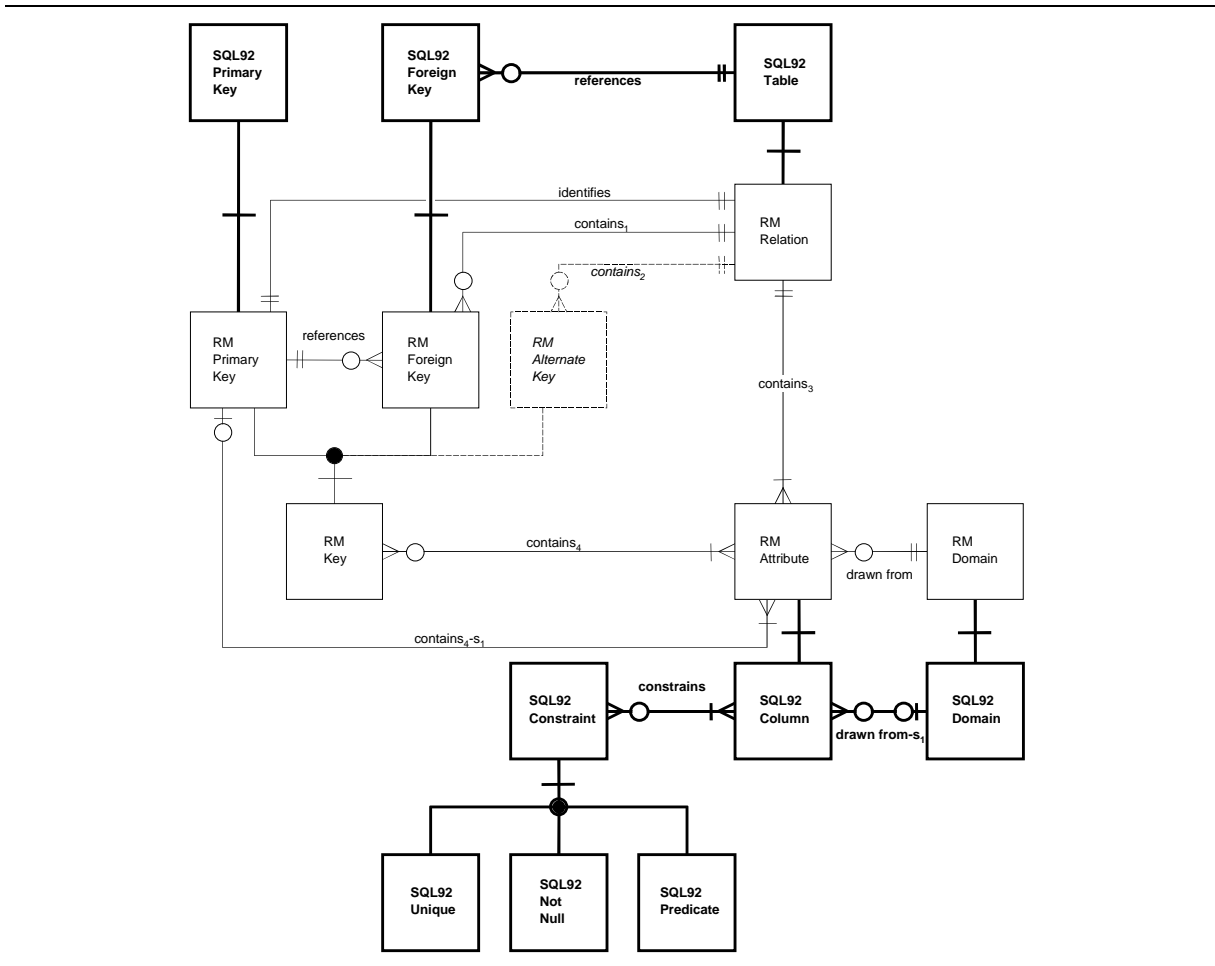 SQL92
Primary
Key
SQL92
Foreign
Key
references
SQL92
Table
identifies
contains1
contains2
RM
Relation
RM
Primary
Key
references
RM
Foreign
Key
RM
Alternate
Key
contains3
RM
Key
contains4
RM
Attribute
drawn from
RM
Domain
contains4-s1
SQL92
Constraint
constrains
SQL92
Column
drawn from-s1
SQL92
Domain
SQL92
Unique
SQL92
Not
Null
SQL92
Predicate